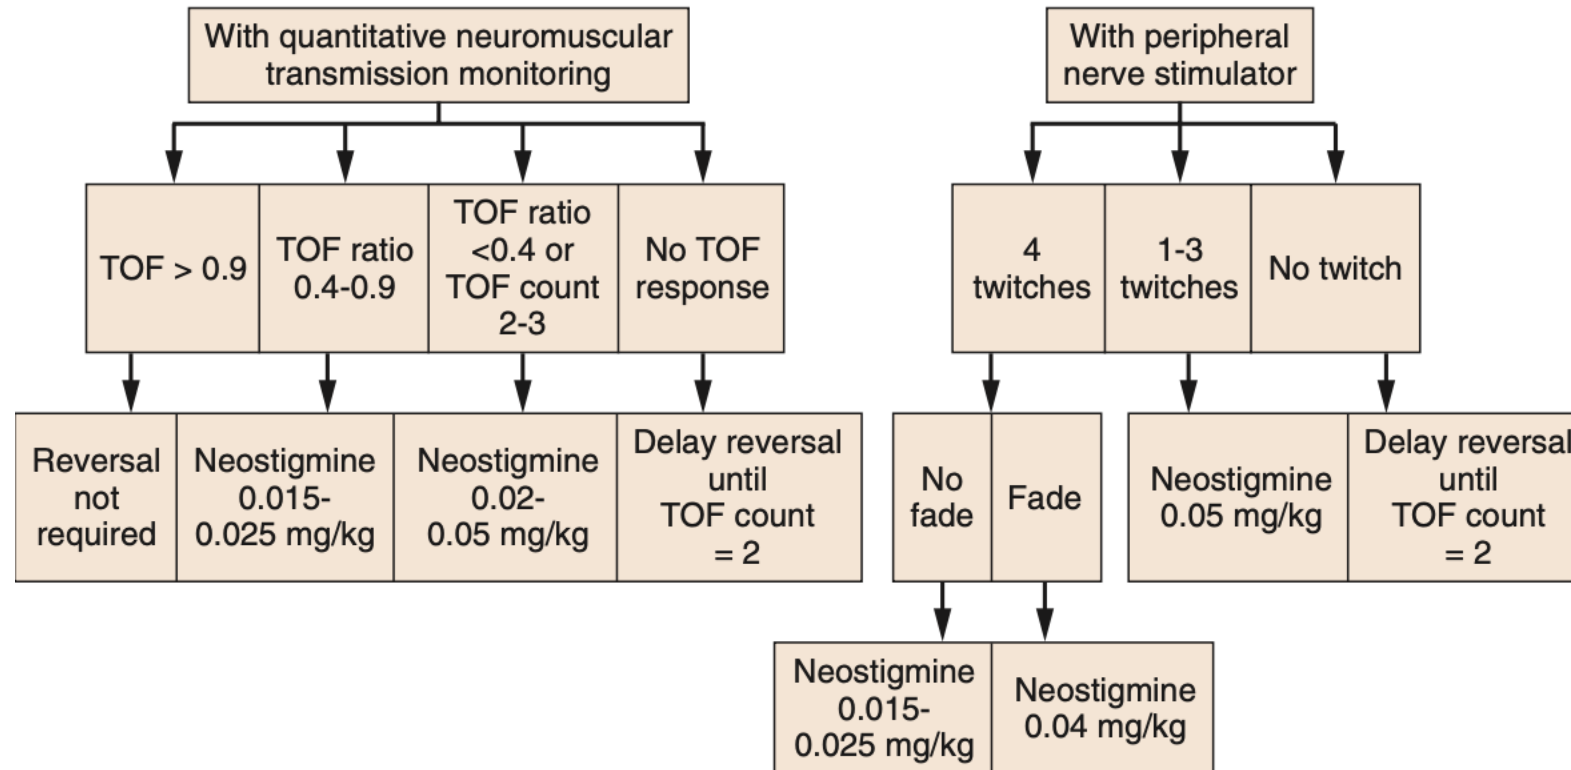 With quantitative neuromuscular
transmission monitoring
TOF > 0.9
TOF ratio
0.4-0.9
TOF ratio
<0.4 or
TOF count
2-3
No TOF
response
Reversal
not
required
Neostigmine
0.015-
0.025 mg/kg
Neostigmine
0.02-
0.05 mg/kg
Delay reversal
until
TOF count
= 2
With peripheral
nerve stimulator
4
twitches
1-3
twitches
No twitch
No
fade
Fade
Neostigmine
0.05 mg/kg
Delay reversal
until
TOF count
= 2
Neostigmine
0.015-
0.025 mg/kg
Neostigmine
0.04 mg/kg